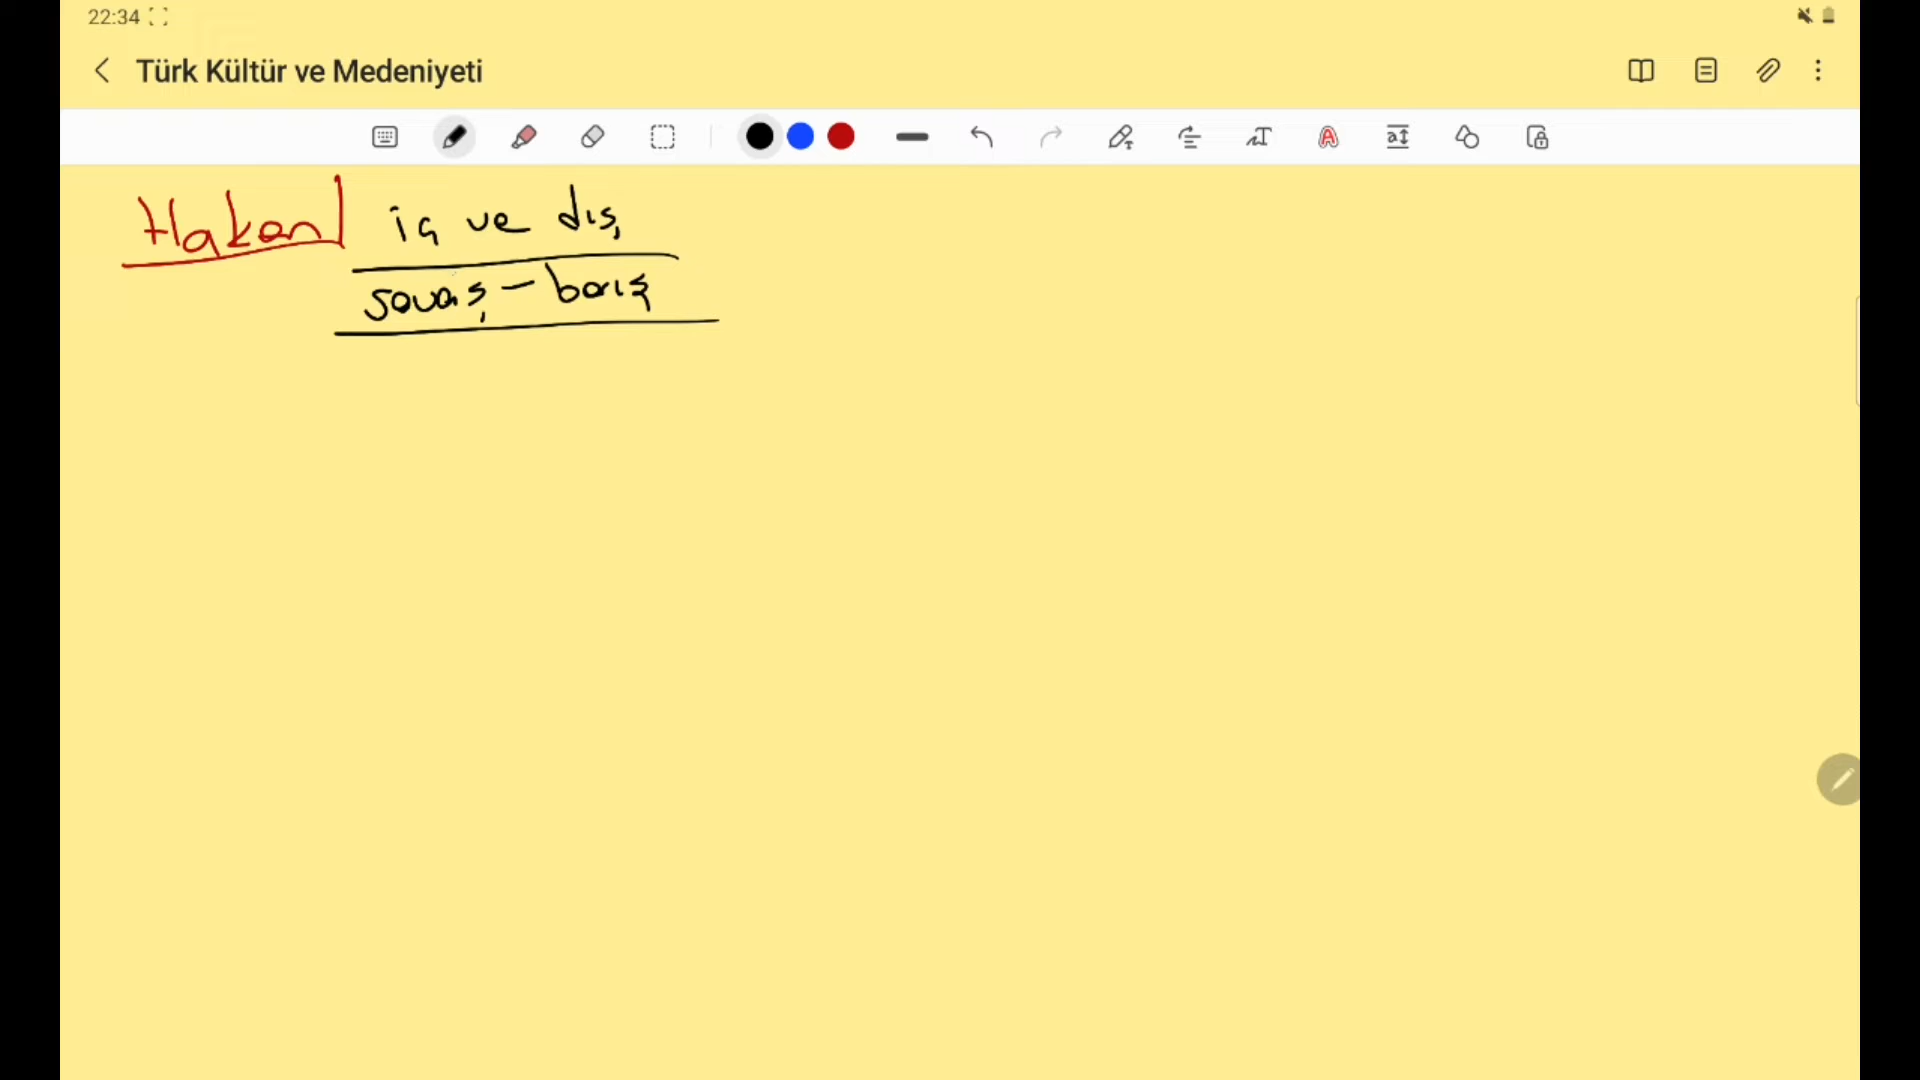 22:34
Türk Kültür ve Medeniyeti
Hakan iç ve dış
savaş - barış